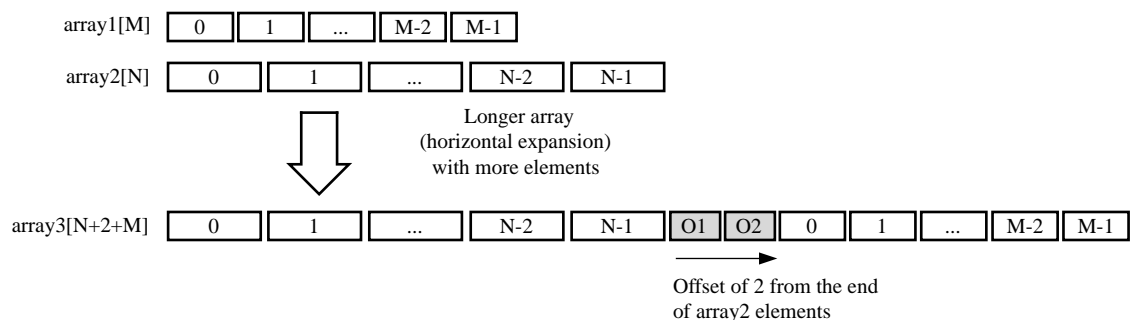 array1[M] 0 1 ... M-2 M-1
array2[N] 0 1 ... N-2 N-1
Longer array
(horizontal expansion)
with more elements
array3[N+2+M] 0 1 ... N-2 N-1 O1 O2 0 1 ... M-2 M-1
Offset of 2 from the end
of array2 elements